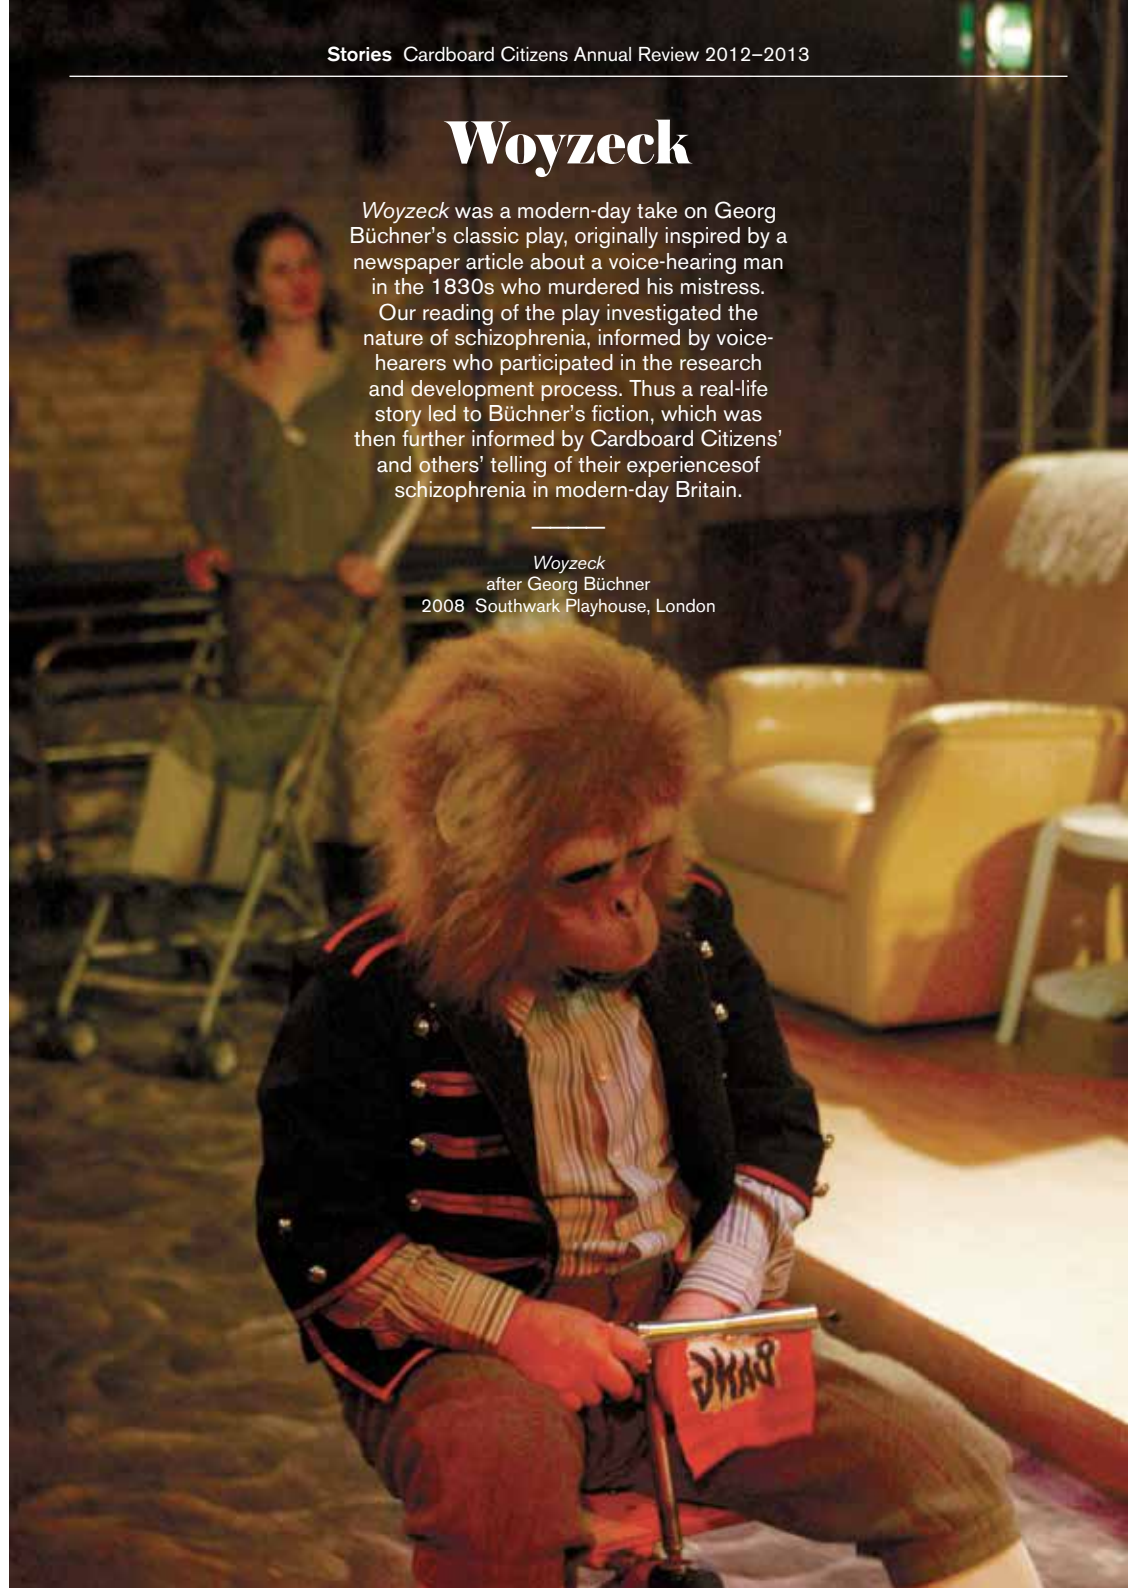 Stories Cardboard Citizens Annual Review 2012–2013
Woyzeck
Woyzeck was a modern-day take on Georg
Büchner’s classic play, originally inspired by a
newspaper article about a voice-hearing man
in the 1830s who murdered his mistress.
Our reading of the play investigated the
nature of schizophrenia, informed by voice-
hearers who participated in the research
and development process. Thus a real-life
story led to Büchner’s fiction, which was
then further informed by Cardboard Citizens’
and others’ telling of their experiencesof
schizophrenia in modern-day Britain.
Woyzeck
after Georg Büchner
2008 Southwark Playhouse, London
BANG